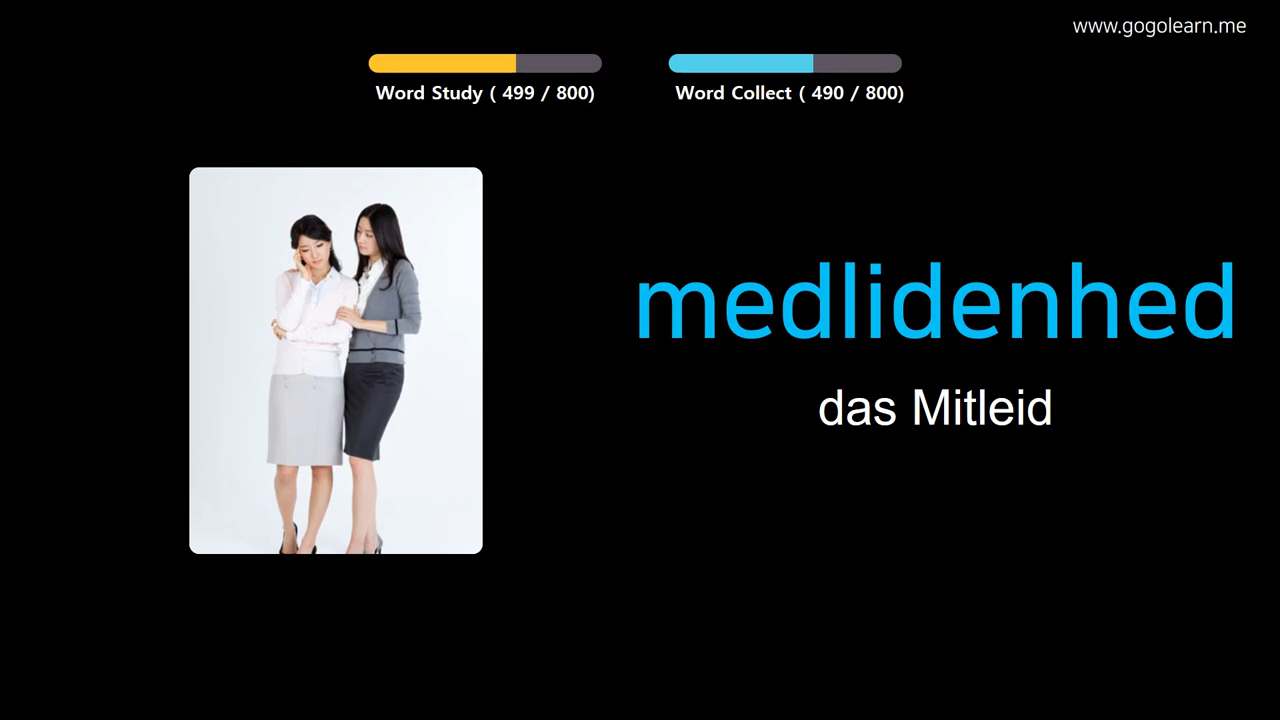 www.gogolearn.me
Word Study ( 499 / 800)
Word Collect ( 490 / 800)
medlidenhed
das Mitleid